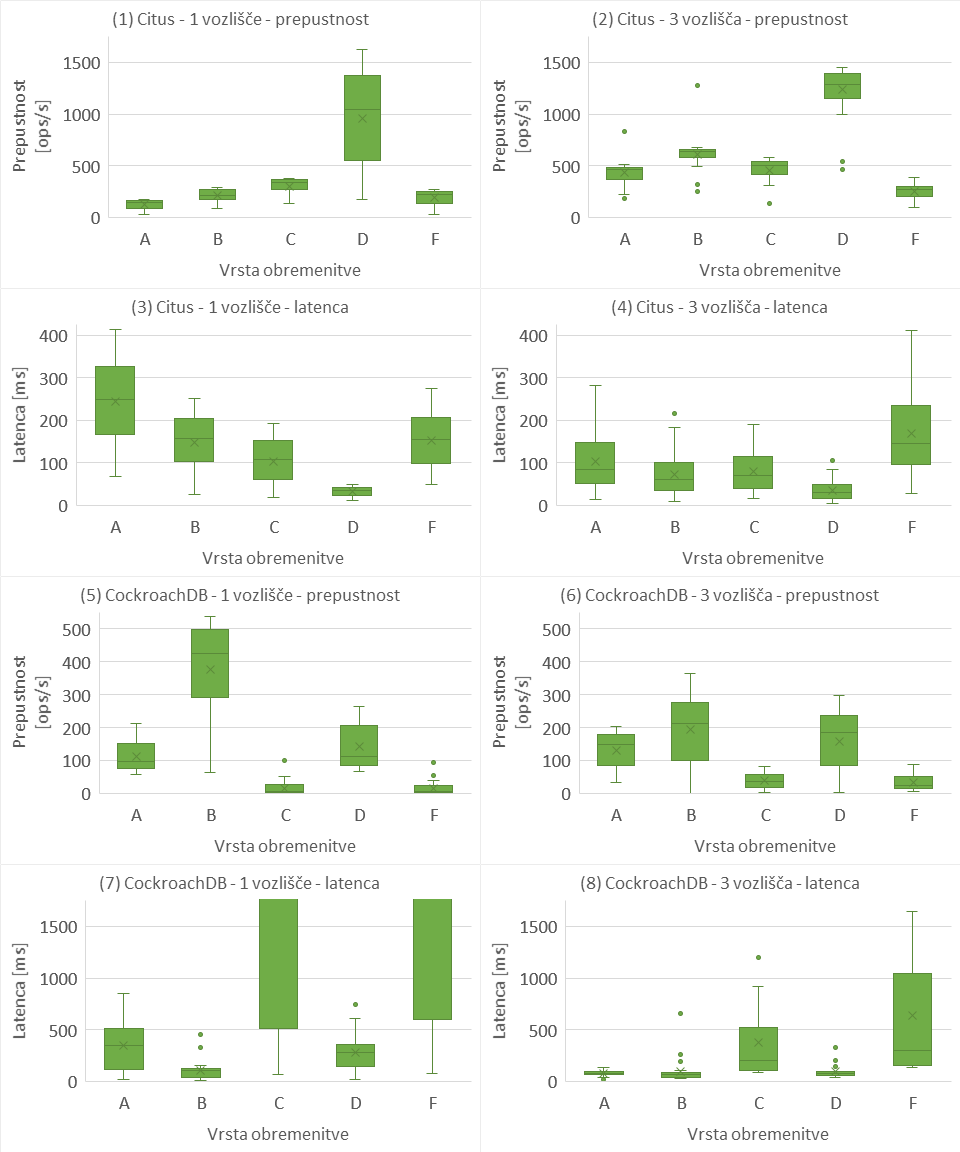 (1) Citus - 1 vozlišče - prepustnost
Prepustnost
[ops/s]
1500
1000
500
0
A B C D F
Vrsta obremenitve
(2) Citus - 3 vozlišča - prepustnost
Prepustnost
[ops/s]
1500
1000
500
0
A B C D F
Vrsta obremenitve
(3) Citus - 1 vozlišče - latenca
Latenca [ms]
400
300
200
100
0
A B C D F
Vrsta obremenitve
(4) Citus - 3 vozlišča - latenca
Latenca [ms]
400
300
200
100
0
A B C D F
Vrsta obremenitve
(5) CockroachDB - 1 vozlišče - prepustnost
Prepustnost
[ops/s]
500
400
300
200
100
0
A B C D F
Vrsta obremenitve
(6) CockroachDB - 3 vozlišča - prepustnost
Prepustnost
[ops/s]
500
400
300
200
100
0
A B C D F
Vrsta obremenitve
(7) CockroachDB - 1 vozlišče - latenca
Latenca [ms]
1500
1000
500
0
A B C D F
Vrsta obremenitve
(8) CockroachDB - 3 vozlišča - latenca
Latenca [ms]
1500
1000
500
0
A B C D F
Vrsta obremenitve